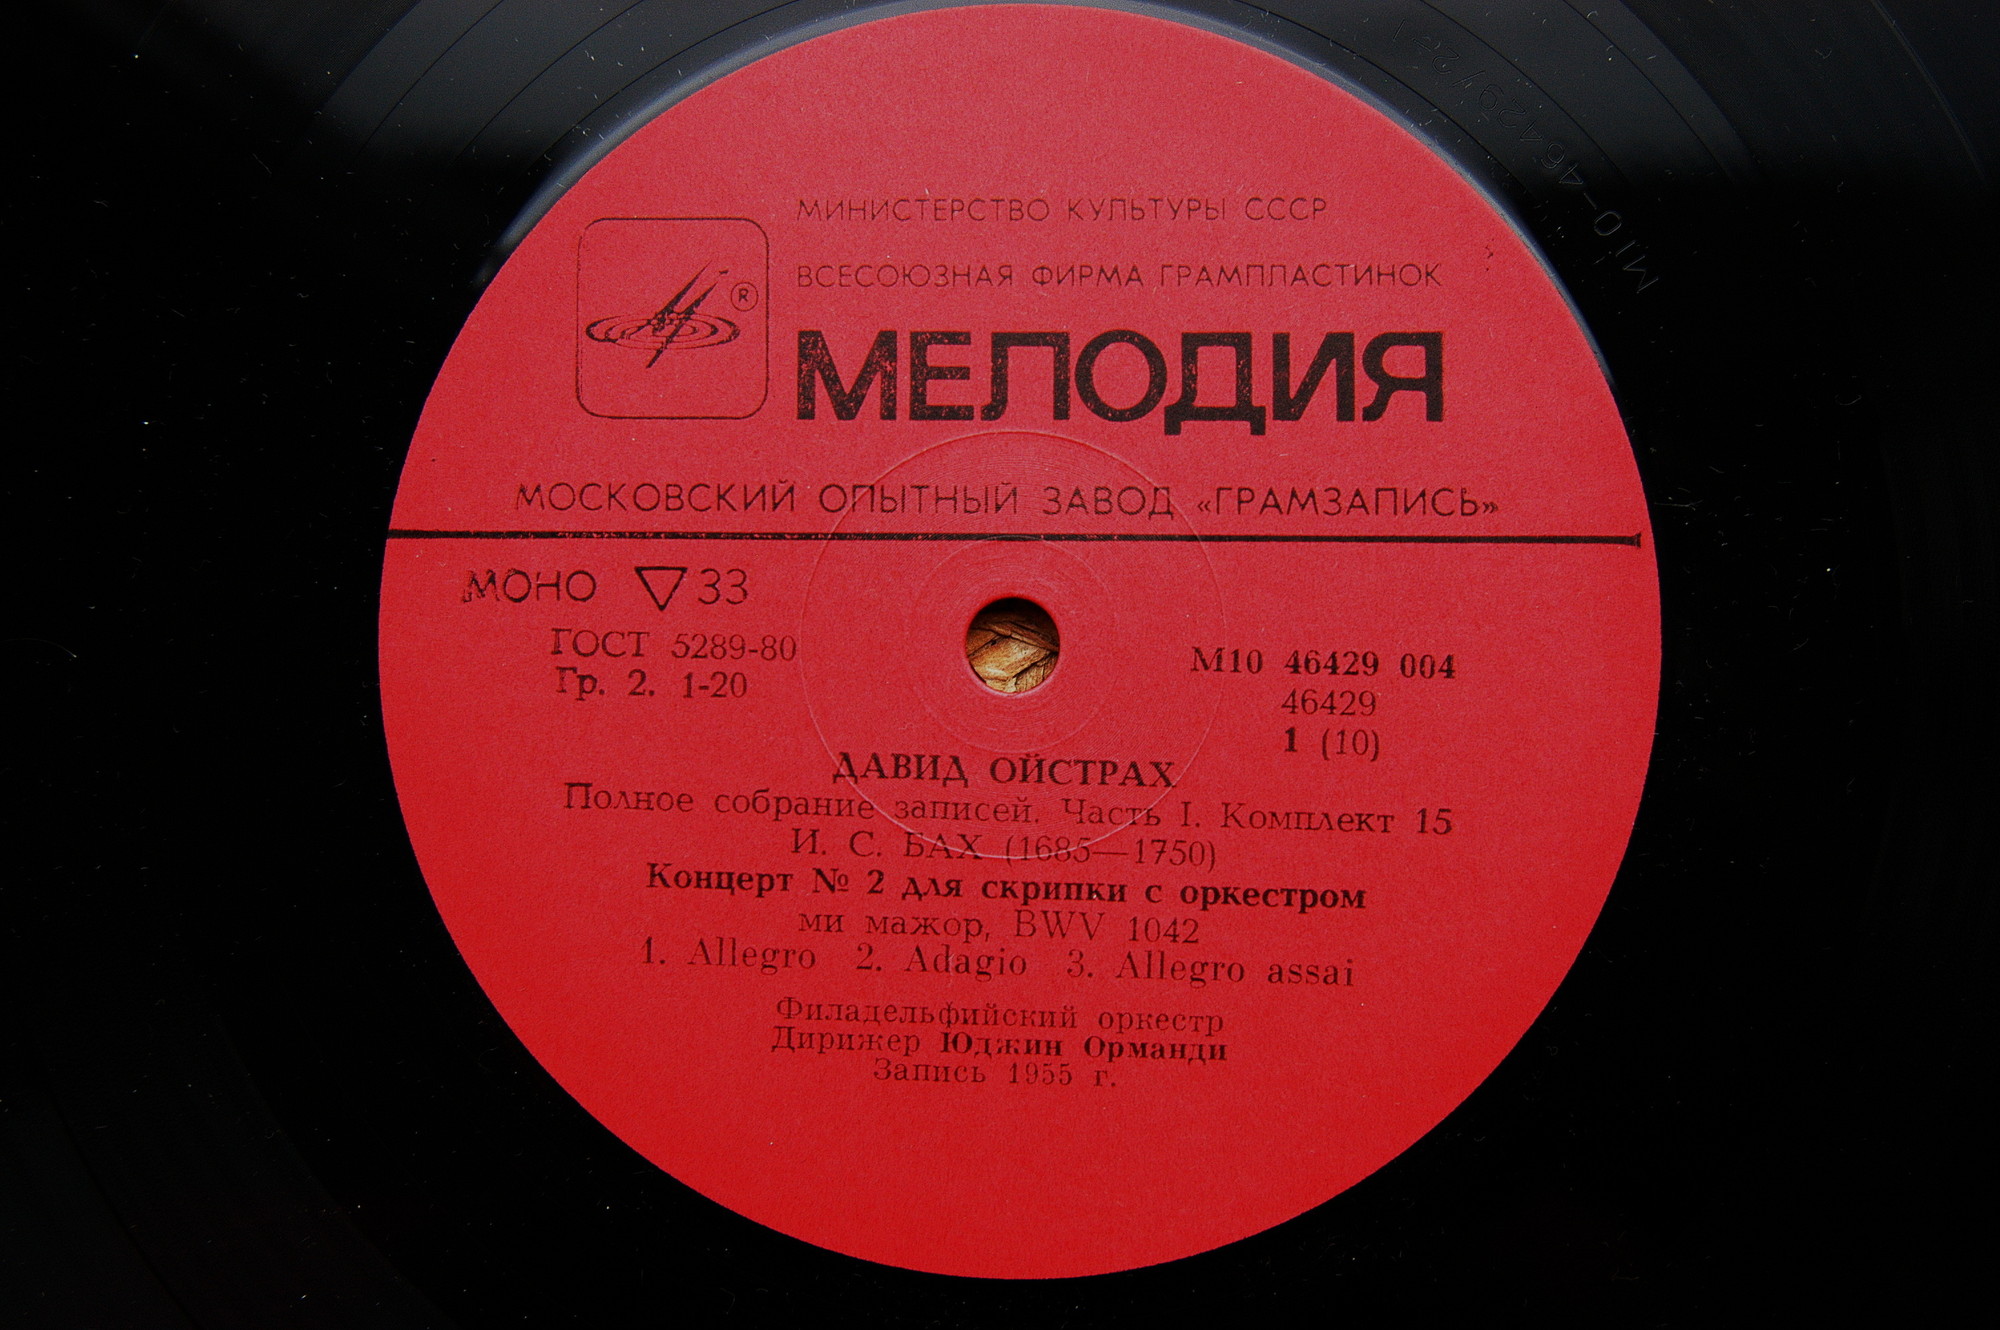 МИНИСТЕРСТВО КУЛЬТУРЫ СССР
ВСЕСОЮЗНАЯ ФИРМА ГРАМПЛАСТИНОК
®
МЕЛОДИЯ
МОСКОВСКИЙ ОПЫТНЫЙ ЗАВОД «ГРАМЗАПИСЬ»
МОНО ▽ 33
ГОСТ 5289-80
Гр. 2. 1-20
М10 46429 004
46429
1 (10)
ДАВИД ОЙСТРАХ
Полное собрание записей. Часть I. Комплект 15
И. С. БАХ (1685—1750)
Концерт № 2 для скрипки с оркестром
ми мажор, BWV 1042
1. Allegro 2. Adagio 3. Allegro assai
Филадельфийский оркестр
Дирижер Юджин Орманди
Запись 1955 г.